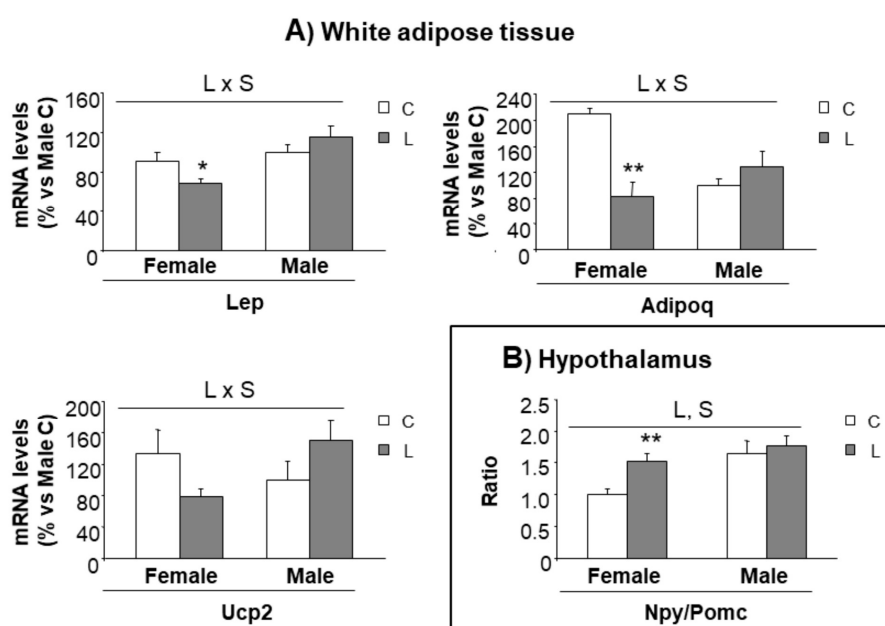 A) White adipose tissue
mRNA levels
(% vs Male C)
160
120
80
40
0
L x S
*
C
L
Female Male
Lep
mRNA levels
(% vs Male C)
240
200
160
120
80
40
0
L x S
**
C
L
Female Male
Adipoq
mRNA levels
(% vs Male C)
200
160
120
80
40
0
L x S
C
L
Female Male
Ucp2
B) Hypothalamus
Ratio
2.5
2.0
1.5
1.0
0.5
0
L, S
**
C
L
Female Male
Npy/Pomc